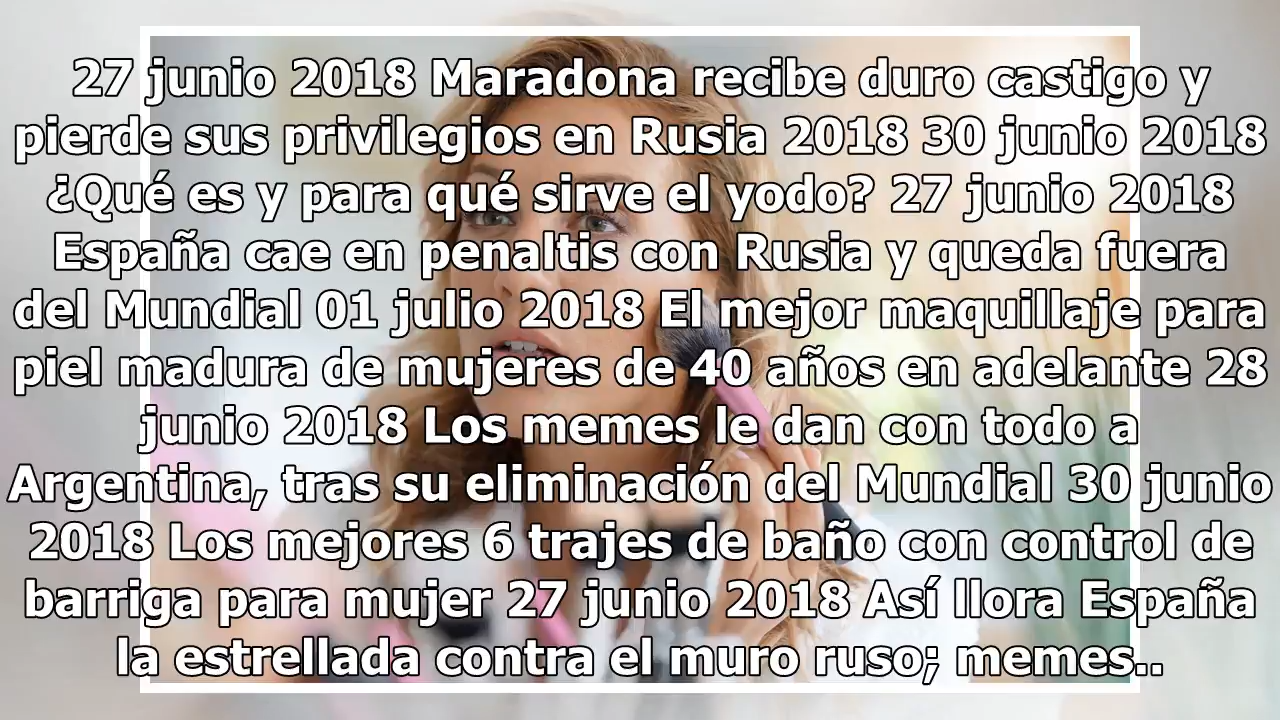 27 junio 2018 Maradona recibe duro castigo y
pierde sus privilegios en Rusia 2018 30 junio 2018
¿Qué es y para qué sirve el yodo? 27 junio 2018
España cae en penaltis con Rusia y queda fuera
del Mundial 01 julio 2018 El mejor maquillaje para
piel madura de mujeres de 40 años en adelante 28
junio 2018 Los memes le dan con todo a
Argentina, tras su eliminación del Mundial 30 junio
2018 Los mejores 6 trajes de baño con control de
barriga para mujer 27 junio 2018 Así llora España
la estrellada contra el muro ruso; memes..